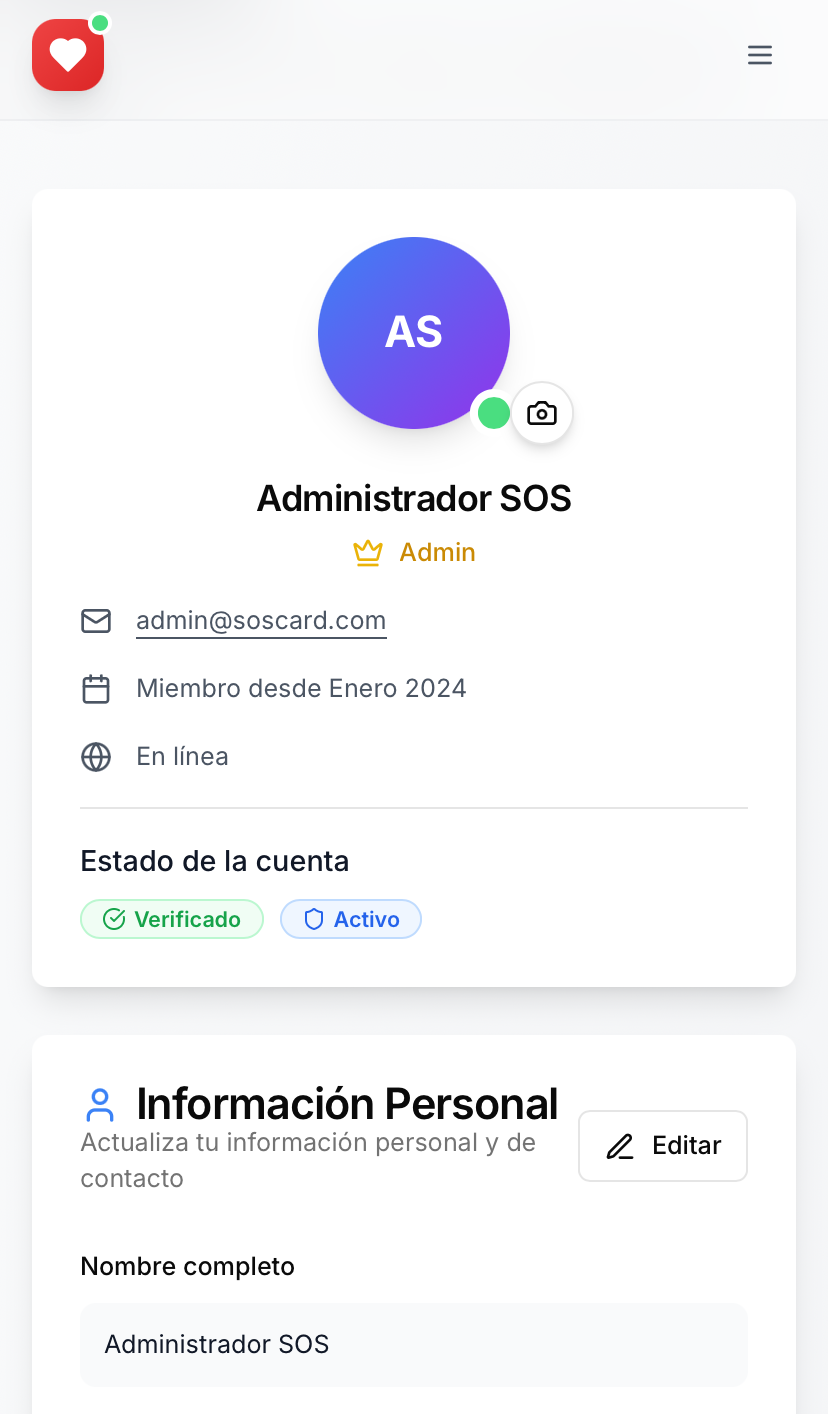 AS
Administrador SOS
Admin
admin@soscard.com
Miembro desde Enero 2024
En línea
Estado de la cuenta
Verificado
Activo
Información Personal
Actualiza tu información personal y de
contacto
Editar
Nombre completo
Administrador SOS